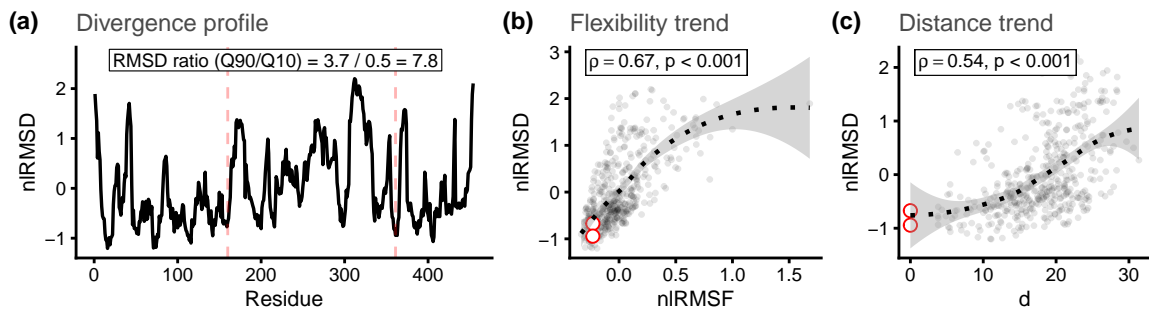 (a) Divergence profile
RMSD ratio (Q90/Q10) = 3.7 / 0.5 = 7.8
nlRMSD
2
1
0
−1
0 100 200 300 400
Residue
(b) Flexibility trend
ρ = 0.67, p < 0.001
nlRMSD
3
2
1
0
−1
0.0 0.5 1.0 1.5
nlRMSF
(c) Distance trend
ρ = 0.54, p < 0.001
nlRMSD
2
1
0
−1
0 10 20 30
d